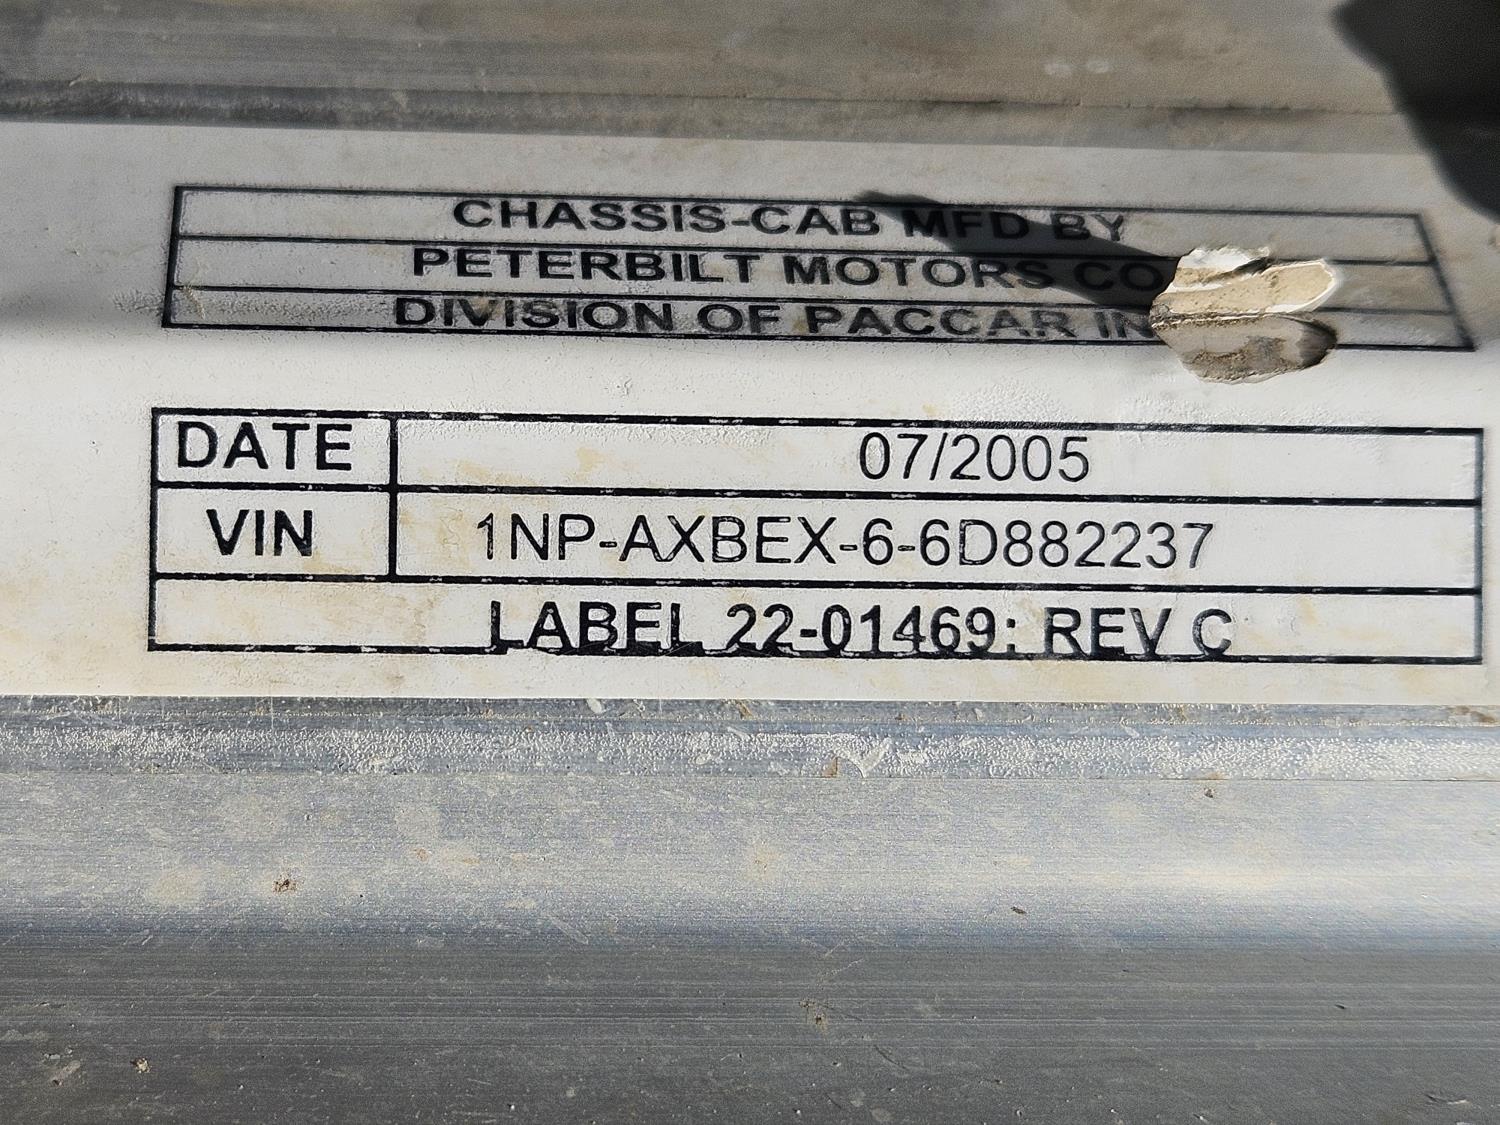 CHASSIS-CAB MFD BY
PETERBILT MOTORS CO
DIVISION OF PACCAR IN
DATE 07/2005
VIN 1NP-AXBEX-6-6D882237
LABEL 22-01469: REV C